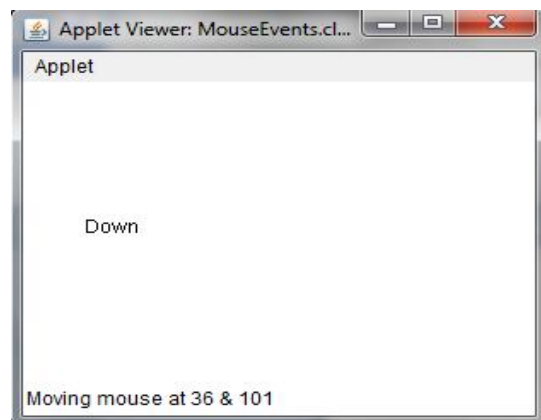 Applet Viewer: MouseEvents.cl...
Applet
Down
Moving mouse at 36 & 101